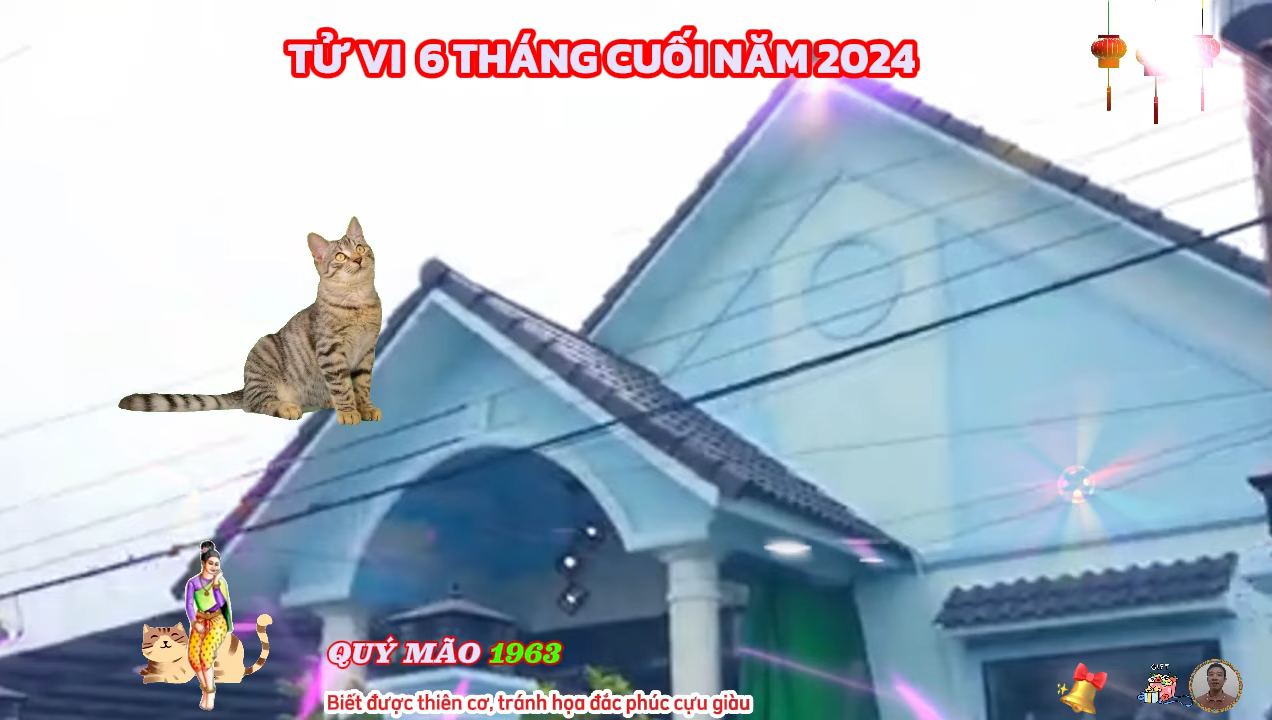 TỬ VI 6 THÁNG CUỐI NĂM 2024
QUÝ MÃO 1963
Biết được thiên cơ, tránh họa đắc phúc cựu giàu
GIFT